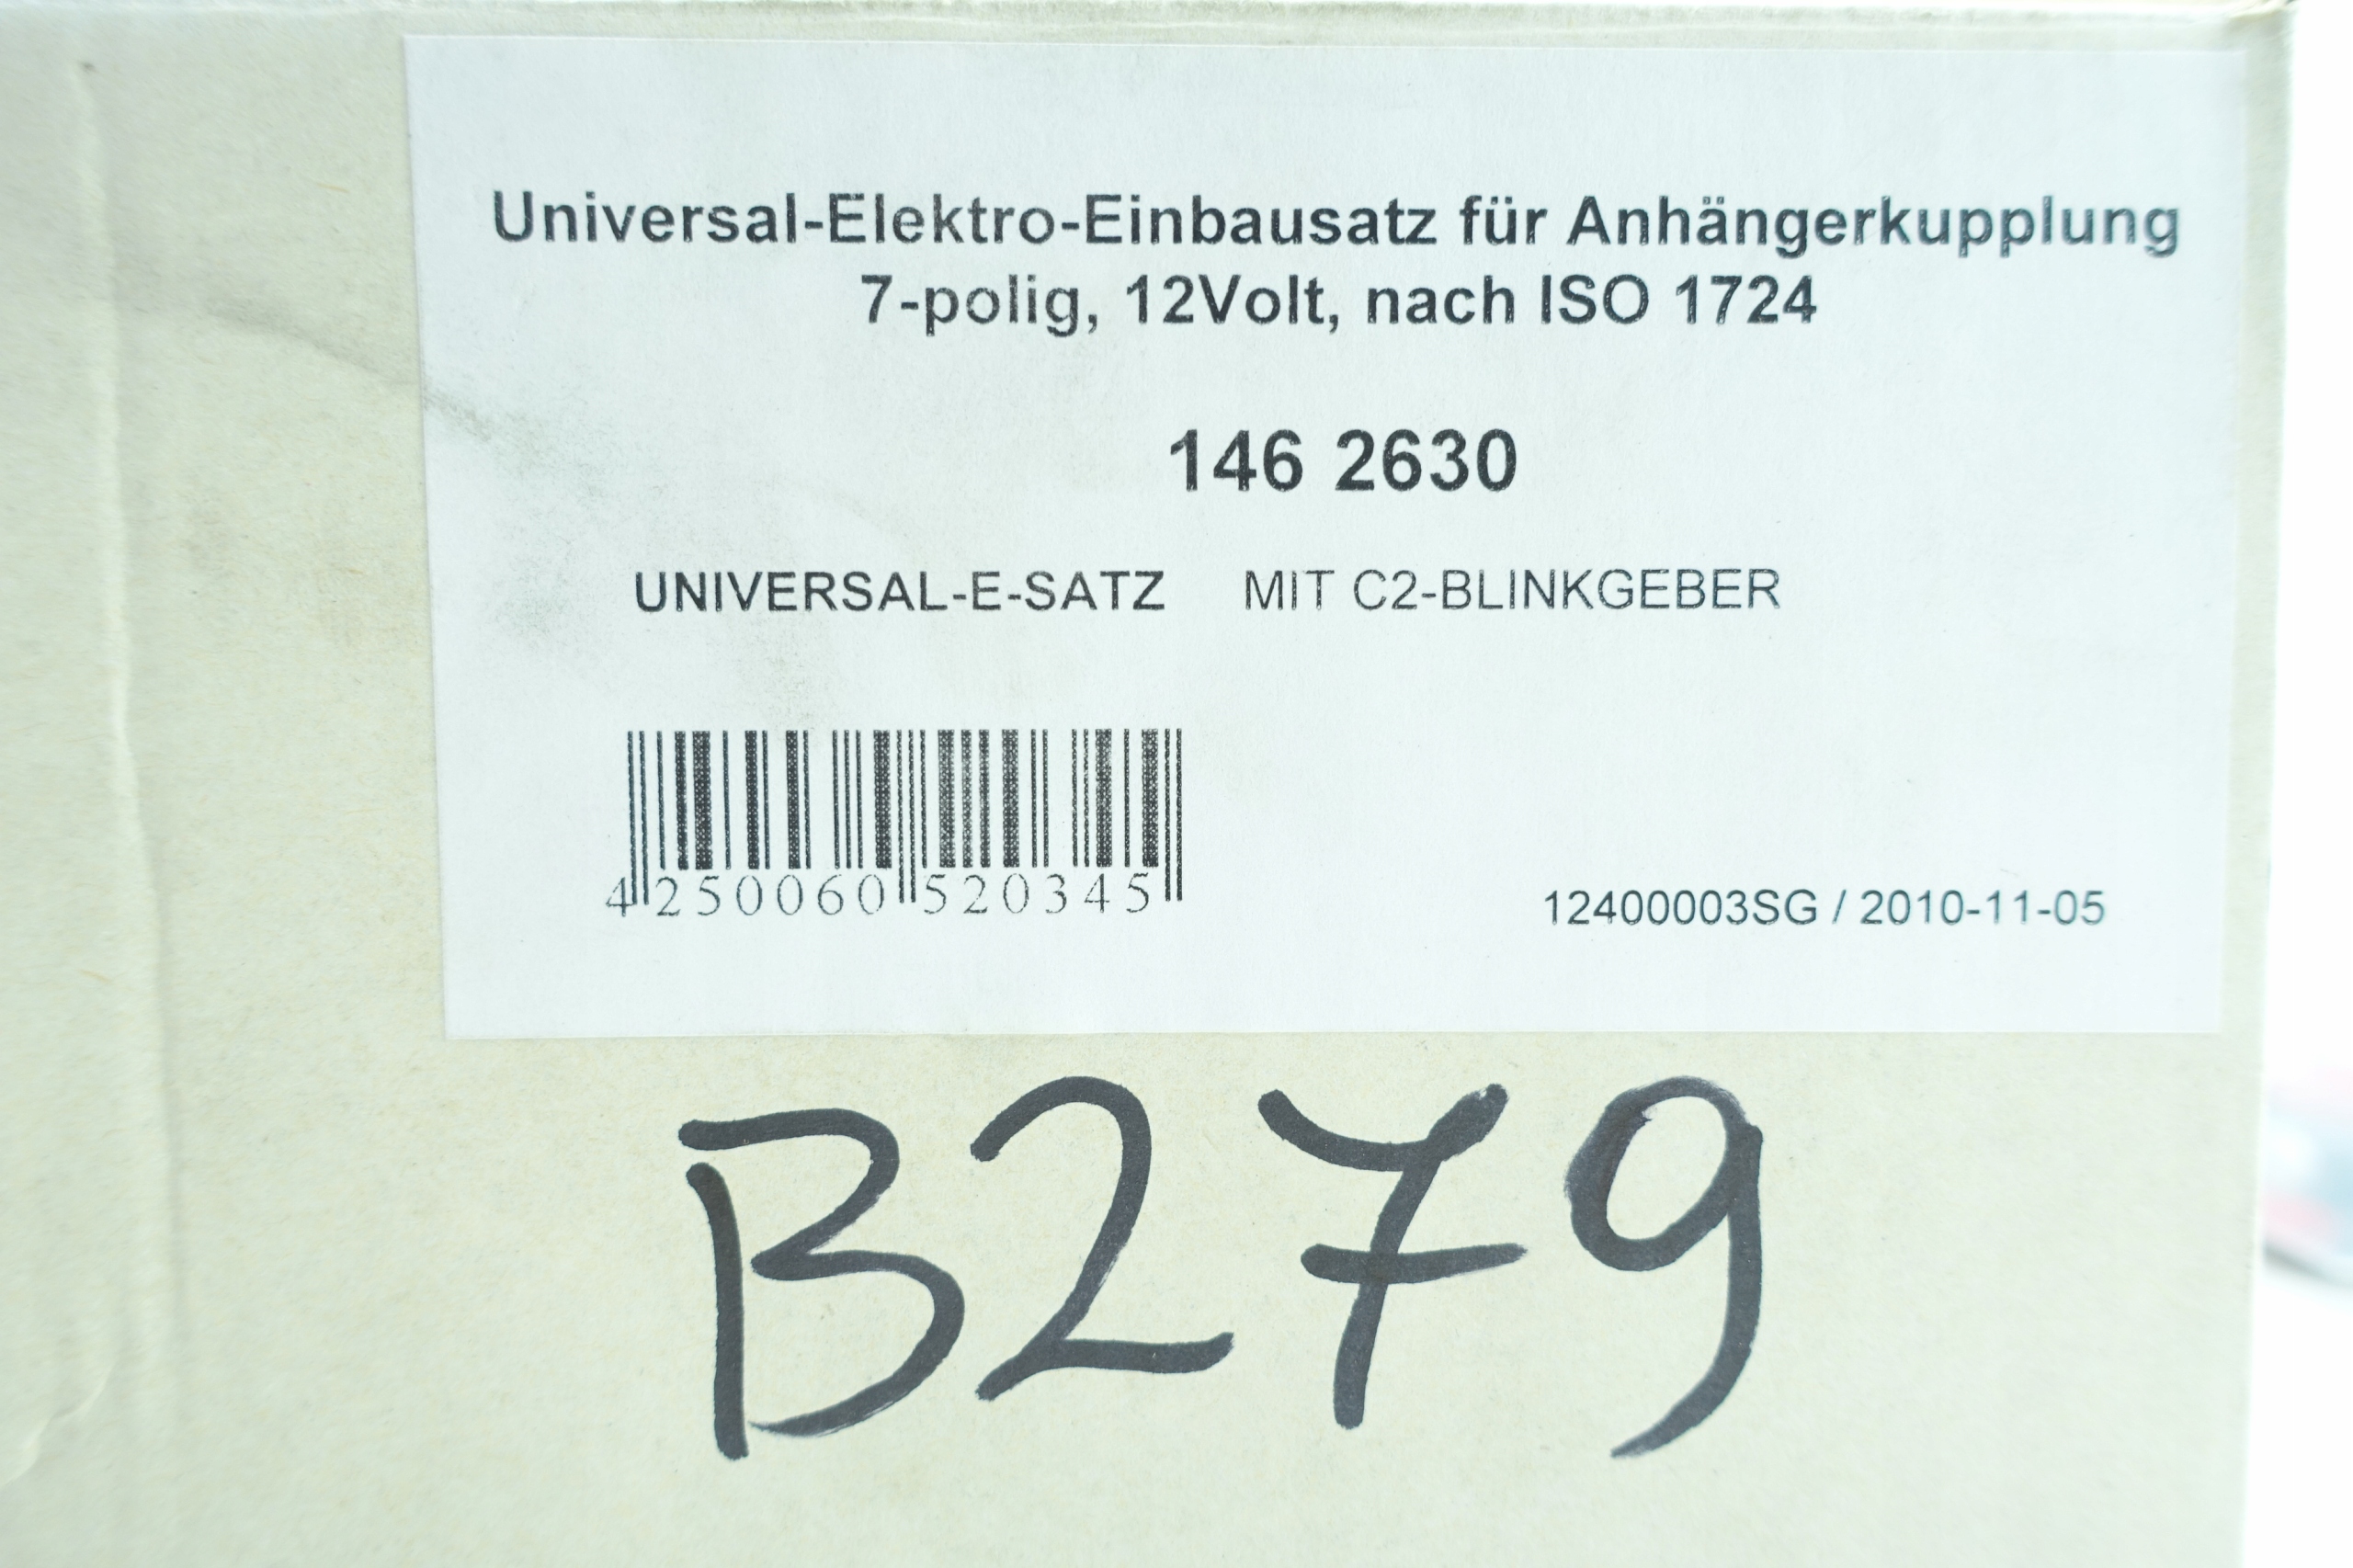 Universal-Elektro-Einbausatz für Anhängerkupplung
7-polig, 12Volt, nach ISO 1724
146 2630
UNIVERSAL-E-SATZ MIT C2-BLINKGEBER
4 250060 520345
12400003SG / 2010-11-05
B279